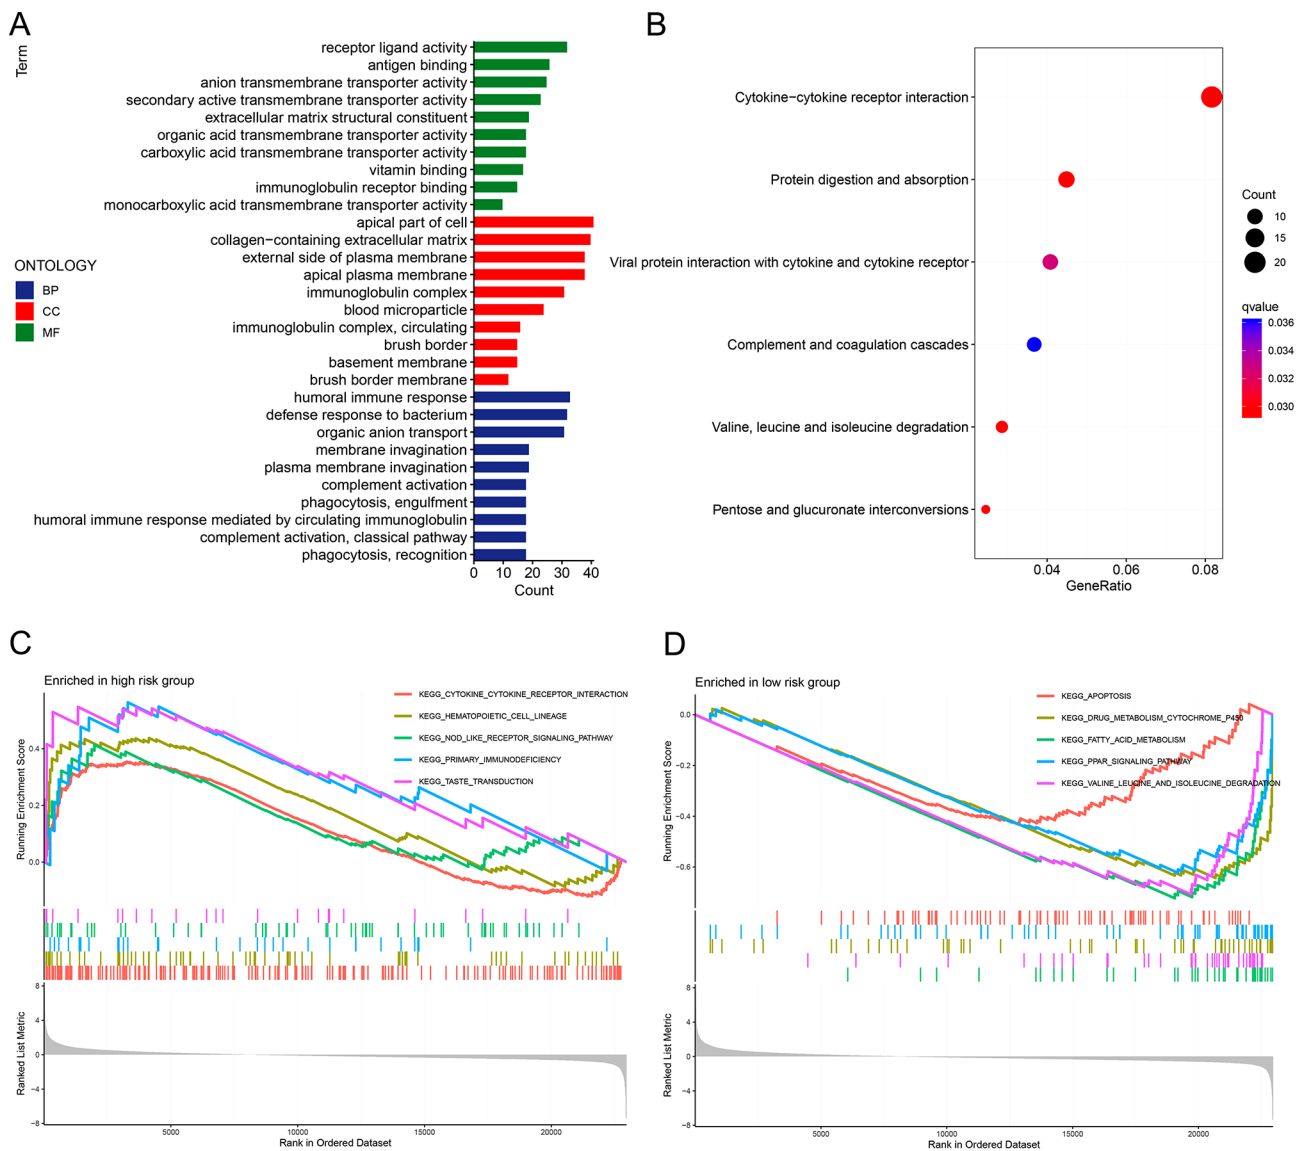 A
Term
receptor ligand activity
antigen binding
anion transmembrane transporter activity
secondary active transmembrane transporter activity
extracellular matrix structural constituent
organic acid transmembrane transporter activity
carboxylic acid transmembrane transporter activity
vitamin binding
immunoglobulin receptor binding
monocarboxylic acid transmembrane transporter activity
apical part of cell
collagen−containing extracellular matrix
external side of plasma membrane
apical plasma membrane
immunoglobulin complex
blood microparticle
immunoglobulin complex, circulating
brush border
basement membrane
brush border membrane
humoral immune response
defense response to bacterium
organic anion transport
membrane invagination
plasma membrane invagination
complement activation
phagocytosis, engulfment
humoral immune response mediated by circulating immunoglobulin
complement activation, classical pathway
phagocytosis, recognition
0 10 20 30 40
Count
ONTOLOGY
BP
CC
MF
B
Cytokine−cytokine receptor interaction
Protein digestion and absorption
Viral protein interaction with cytokine and cytokine receptor
Complement and coagulation cascades
Valine, leucine and isoleucine degradation
Pentose and glucuronate interconversions
0.04 0.06 0.08
GeneRatio
Count
10
15
20
qvalue
0.036
0.034
0.032
0.030
C
Enriched in high risk group
KEGG_CYTOKINE_CYTOKINE_RECEPTOR_INTERACTION
KEGG_HEMATOPOIETIC_CELL_LINEAGE
KEGG_NOD_LIKE_RECEPTOR_SIGNALING_PATHWAY
KEGG_PRIMARY_IMMUNODEFICIENCY
KEGG_TASTE_TRANSDUCTION
Running Enrichment Score
0.4
0.2
0.0
Ranked List Metric
8
4
0
−4
−8
5000 10000 15000 20000
Rank in Ordered Dataset
D
Enriched in low risk group
KEGG_APOPTOSIS
KEGG_DRUG_METABOLISM_CYTOCHROME_P450
KEGG_FATTY_ACID_METABOLISM
KEGG_PPAR_SIGNALING_PATHWAY
KEGG_VALINE_LEUCINE_AND_ISOLEUCINE_DEGRADATION
Running Enrichment Score
0.0
−0.2
−0.4
−0.6
Ranked List Metric
8
4
0
−4
−8
5000 10000 15000 20000
Rank in Ordered Dataset